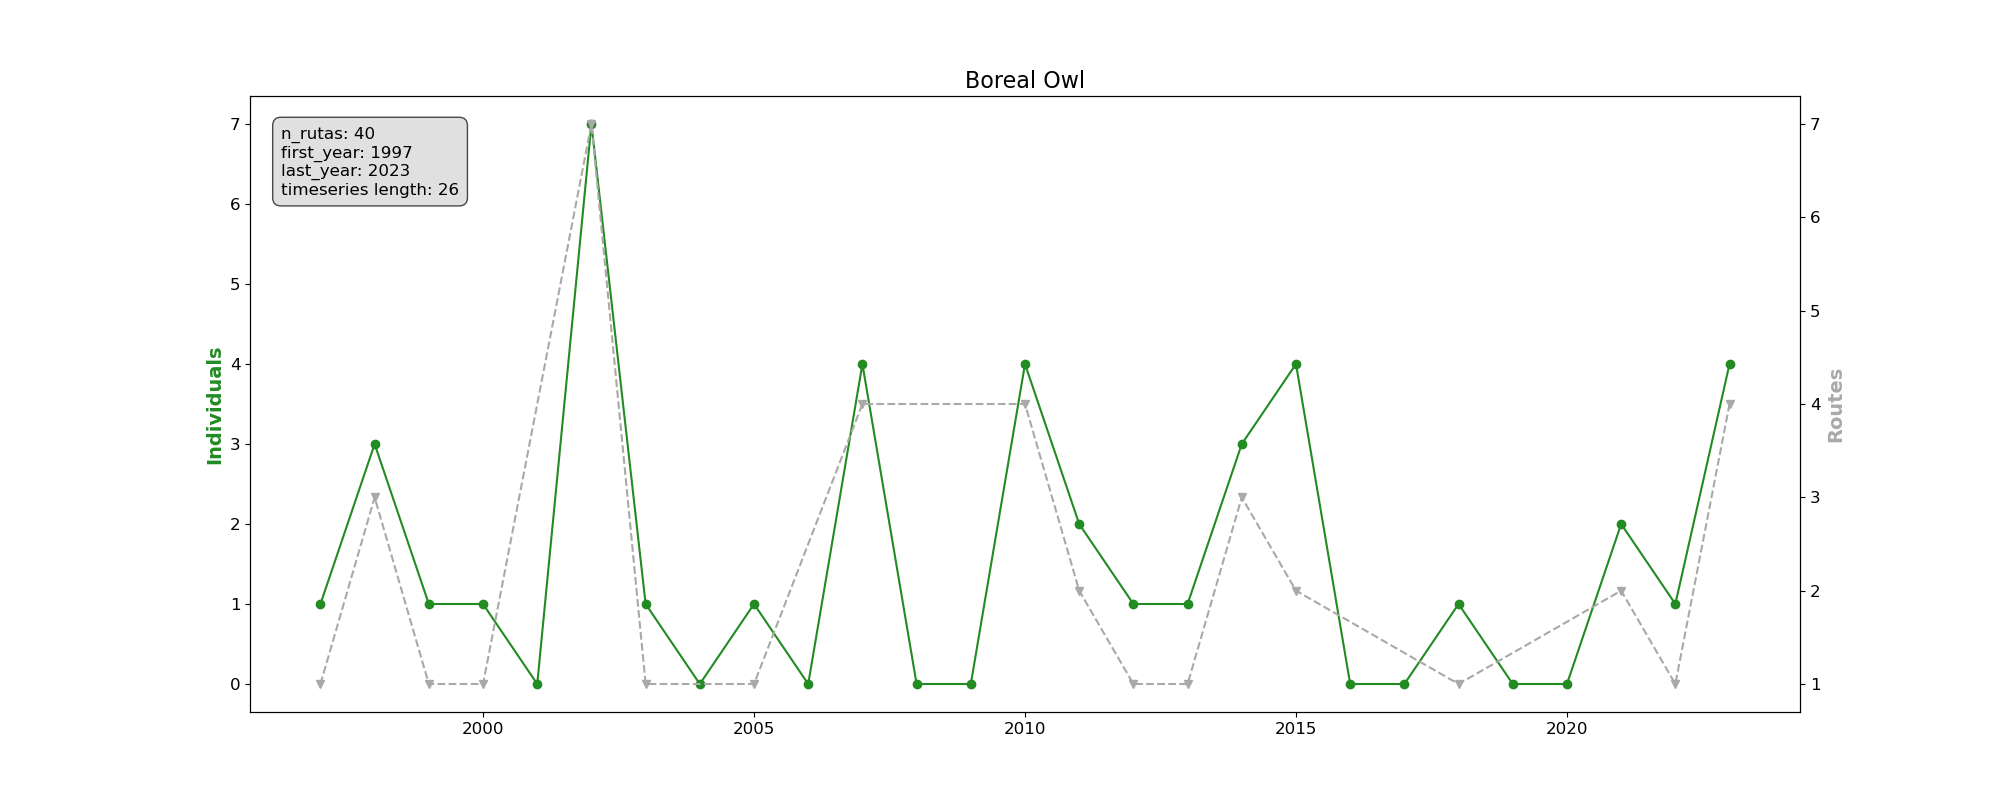 Boreal Owl
n_rutas: 40
first_year: 1997
last_year: 2023
timeseries length: 26
Individuals
7
6
5
4
3
2
1
0
7
6
5
4
3
2
1
Routes
2000 2005 2010 2015 2020